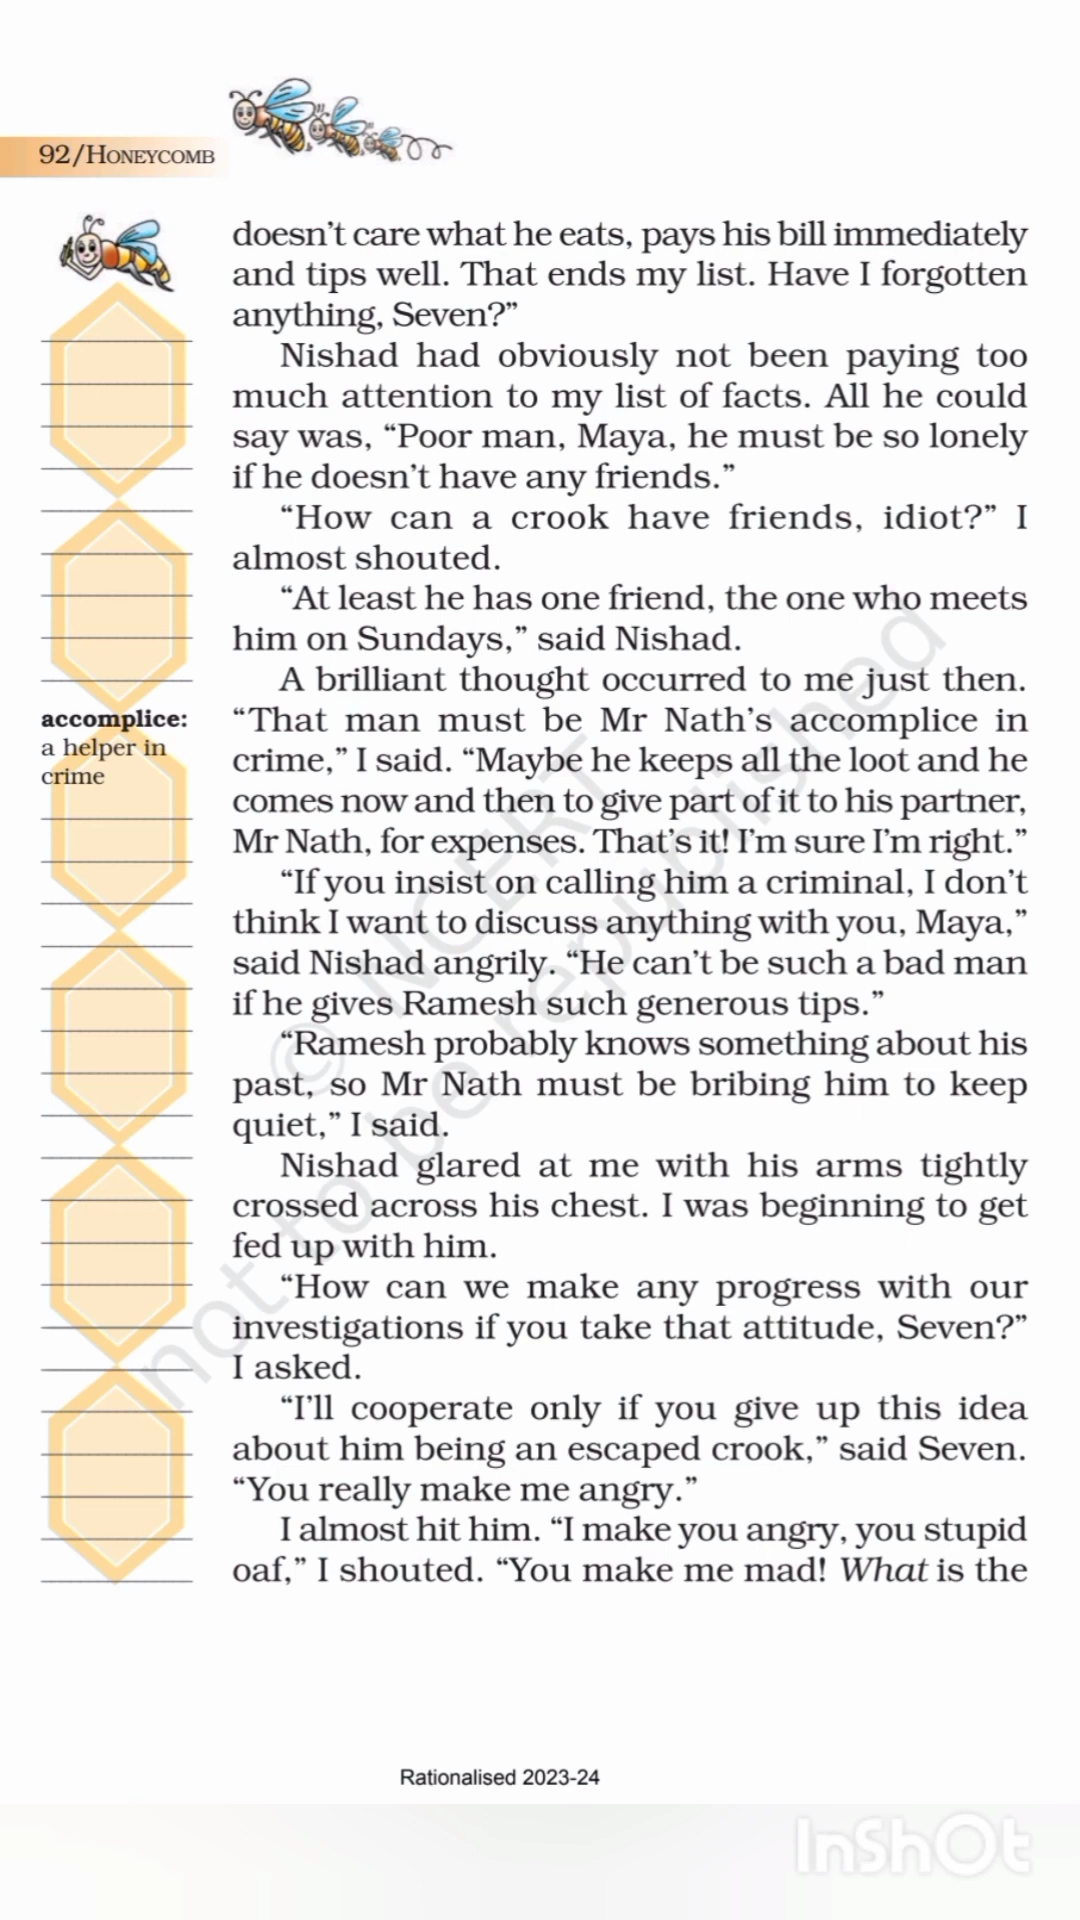 92/HONEYCOMB
doesn’t care what he eats, pays his bill immediately
and tips well. That ends my list. Have I forgotten
anything, Seven?”
Nishad had obviously not been paying too
much attention to my list of facts. All he could
say was, “Poor man, Maya, he must be so lonely
if he doesn’t have any friends.”
“How can a crook have friends, idiot?” I
almost shouted.
“At least he has one friend, the one who meets
him on Sundays,” said Nishad.
A brilliant thought occurred to me just then.
“That man must be Mr Nath’s accomplice in
crime,” I said. “Maybe he keeps all the loot and he
comes now and then to give part of it to his partner,
Mr Nath, for expenses. That’s it! I’m sure I’m right.”
“If you insist on calling him a criminal, I don’t
think I want to discuss anything with you, Maya,”
said Nishad angrily. “He can’t be such a bad man
if he gives Ramesh such generous tips.”
“Ramesh probably knows something about his
past, so Mr Nath must be bribing him to keep
quiet,” I said.
Nishad glared at me with his arms tightly
crossed across his chest. I was beginning to get
fed up with him.
“How can we make any progress with our
investigations if you take that attitude, Seven?”
I asked.
“I’ll cooperate only if you give up this idea
about him being an escaped crook,” said Seven.
“You really make me angry.”
I almost hit him. “I make you angry, you stupid
oaf,” I shouted. “You make me mad! What is the
accomplice:
a helper in
crime
© NCERT
not to be republished
Rationalised 2023-24
InShOt